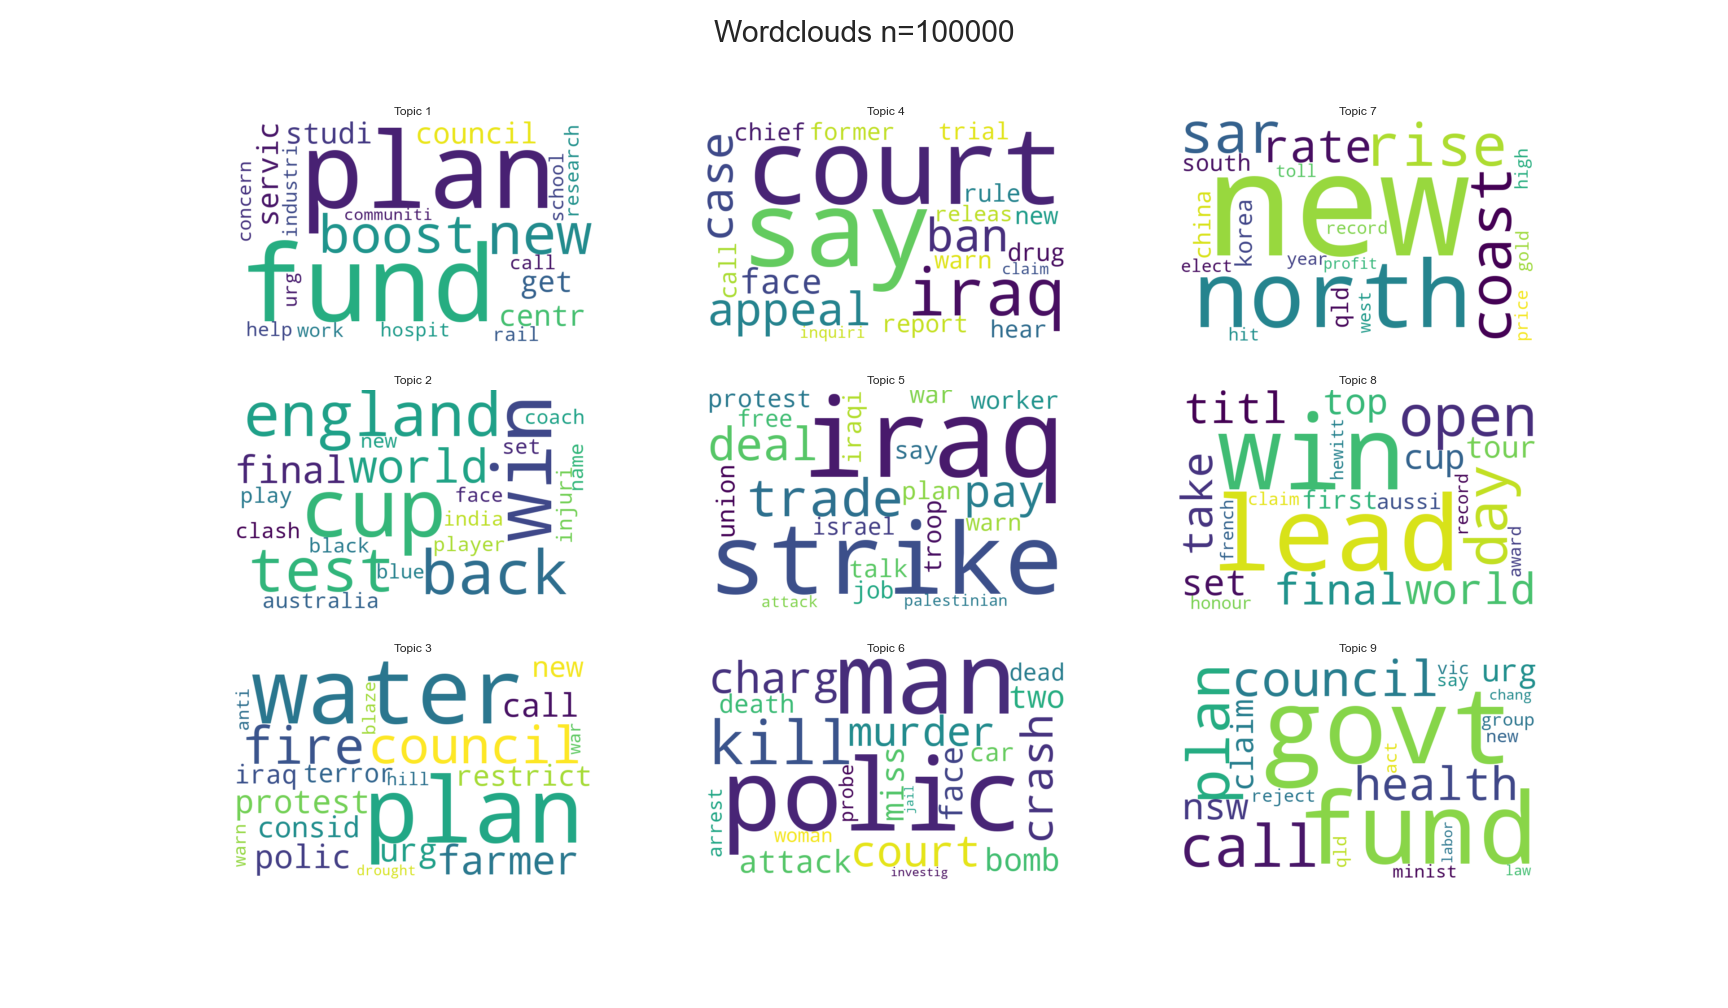 Wordclouds n=100000
Topic 1
studi council
plan
servic
concern
industri
school
research
communiti
boost new
fund
call
urg
get
centr
help work hospit rail
Topic 4
chief former trial
court
case
rule
say
releas new
ban
drug
call
warn
claim
face
iraq
appeal
inquiri report hear
Topic 7
sar rate rise
south
toll
high
new
coast
china
korea
record
gold
elect
year
profit
north
qld
west
price
hit
Topic 2
england
win
coach
new
set
final world
name
play
cup
face
injuri
india
clash
black
player
test
blue
back
australia
Topic 5
protest
free
iraq
iraqi
war
worker
deal
say
union
trade
plan
pay
israel
troop
warn
strike
talk
job
attack palestinian
Topic 8
titl
top
open
win
hewitt
tour
take
cup
day
record
claim first aussi
french
lead
award
set
final world
honour
Topic 3
water
new
anti
blaze
call
fire council
war
iraq terror hill restrict
protest
plan
consid
warn
polic
urg
farmer
drought
Topic 6
charg man dead
death
two
kill
murder
crash
miss
car
face
probe
polic
jail
arrest
woman
attack court bomb
investig
Topic 9
plan
council
vic
say
urg
chang
govt
claim
group
new
act
health
nsw
reject
fund
call
qld
labor
minist
law